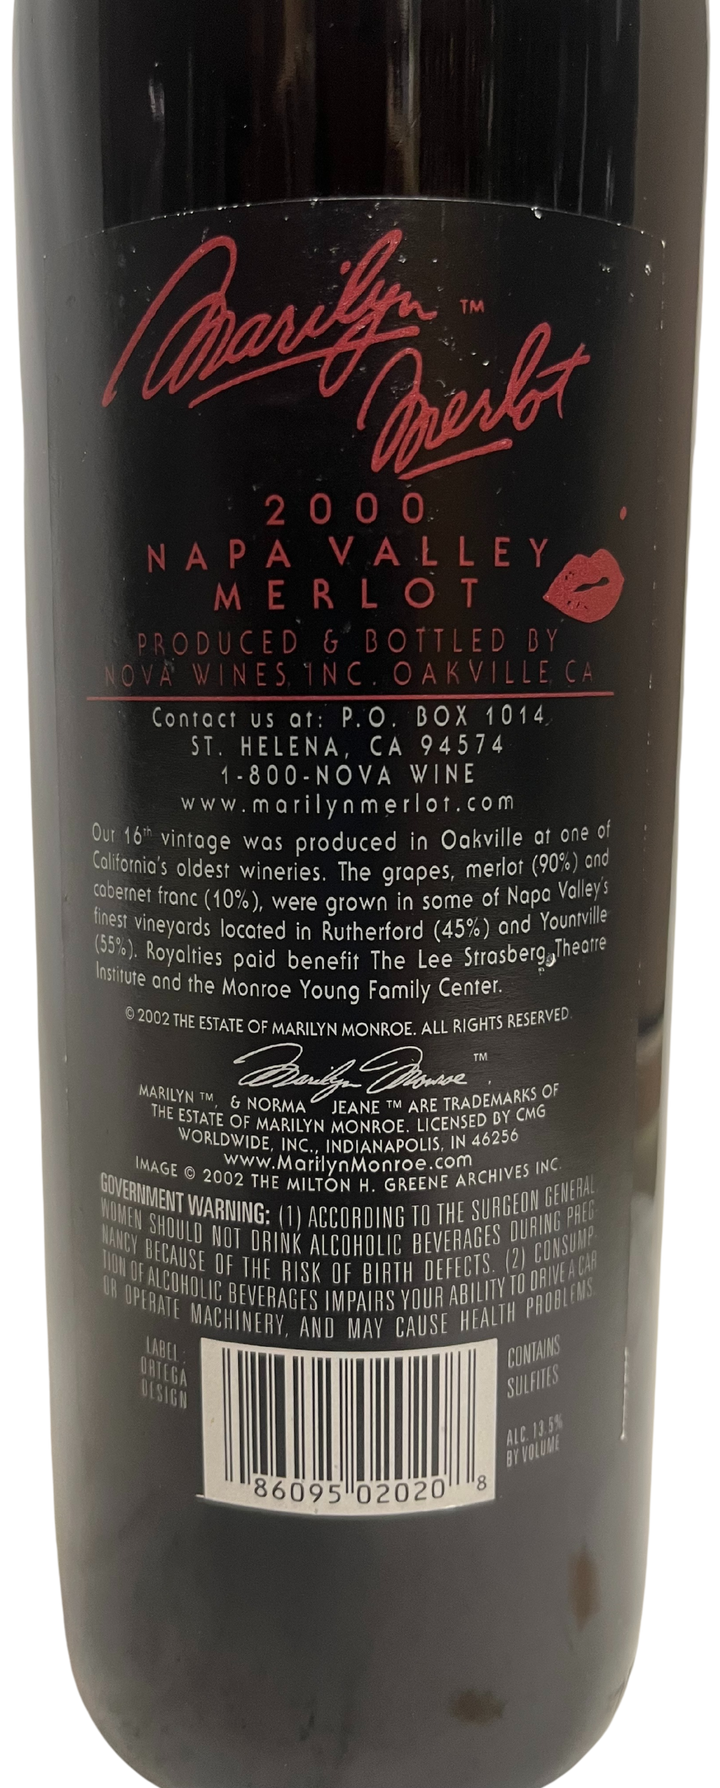 Marilyn ™
Merlot
2000
NAPA VALLEY
MERLOT
PRODUCED & BOTTLED BY
NOVA WINES, INC. OAKVILLE, CA
Contact us at: P.O. BOX 1014,
ST. HELENA, CA 94574
1-800-NOVA WINE
www.marilynmerlot.com
Our 16th vintage was produced in Oakville at one of
California's oldest wineries. The grapes, merlot (90%) and
cabernet franc (10%), were grown in some of Napa Valley's
finest vineyards located in Rutherford (45%) and Yountville
(55%). Royalties paid benefit The Lee Strasberg Theatre
Institute and the Monroe Young Family Center.
© 2002 THE ESTATE OF MARILYN MONROE. ALL RIGHTS RESERVED.
Marilyn Monroe ™,
MARILYN ™, & NORMA JEANE ™ ARE TRADEMARKS OF
THE ESTATE OF MARILYN MONROE. LICENSED BY CMG
WORLDWIDE, INC., INDIANAPOLIS, IN 46256
www.MarilynMonroe.com
IMAGE © 2002 THE MILTON H. GREENE ARCHIVES INC.
GOVERNMENT WARNING: (1) ACCORDING TO THE SURGEON GENERAL
WOMEN SHOULD NOT DRINK ALCOHOLIC BEVERAGES DURING PREG-
NANCY BECAUSE OF THE RISK OF BIRTH DEFECTS. (2) CONSUMP-
TION OF ALCOHOLIC BEVERAGES IMPAIRS YOUR ABILITY TO DRIVE A CAR
OR OPERATE MACHINERY, AND MAY CAUSE HEALTH PROBLEMS.
LABEL:
ORTEGA
DESIGN
CONTAINS
SULFITES
ALC. 13.5%
BY VOLUME
86095 02020 8